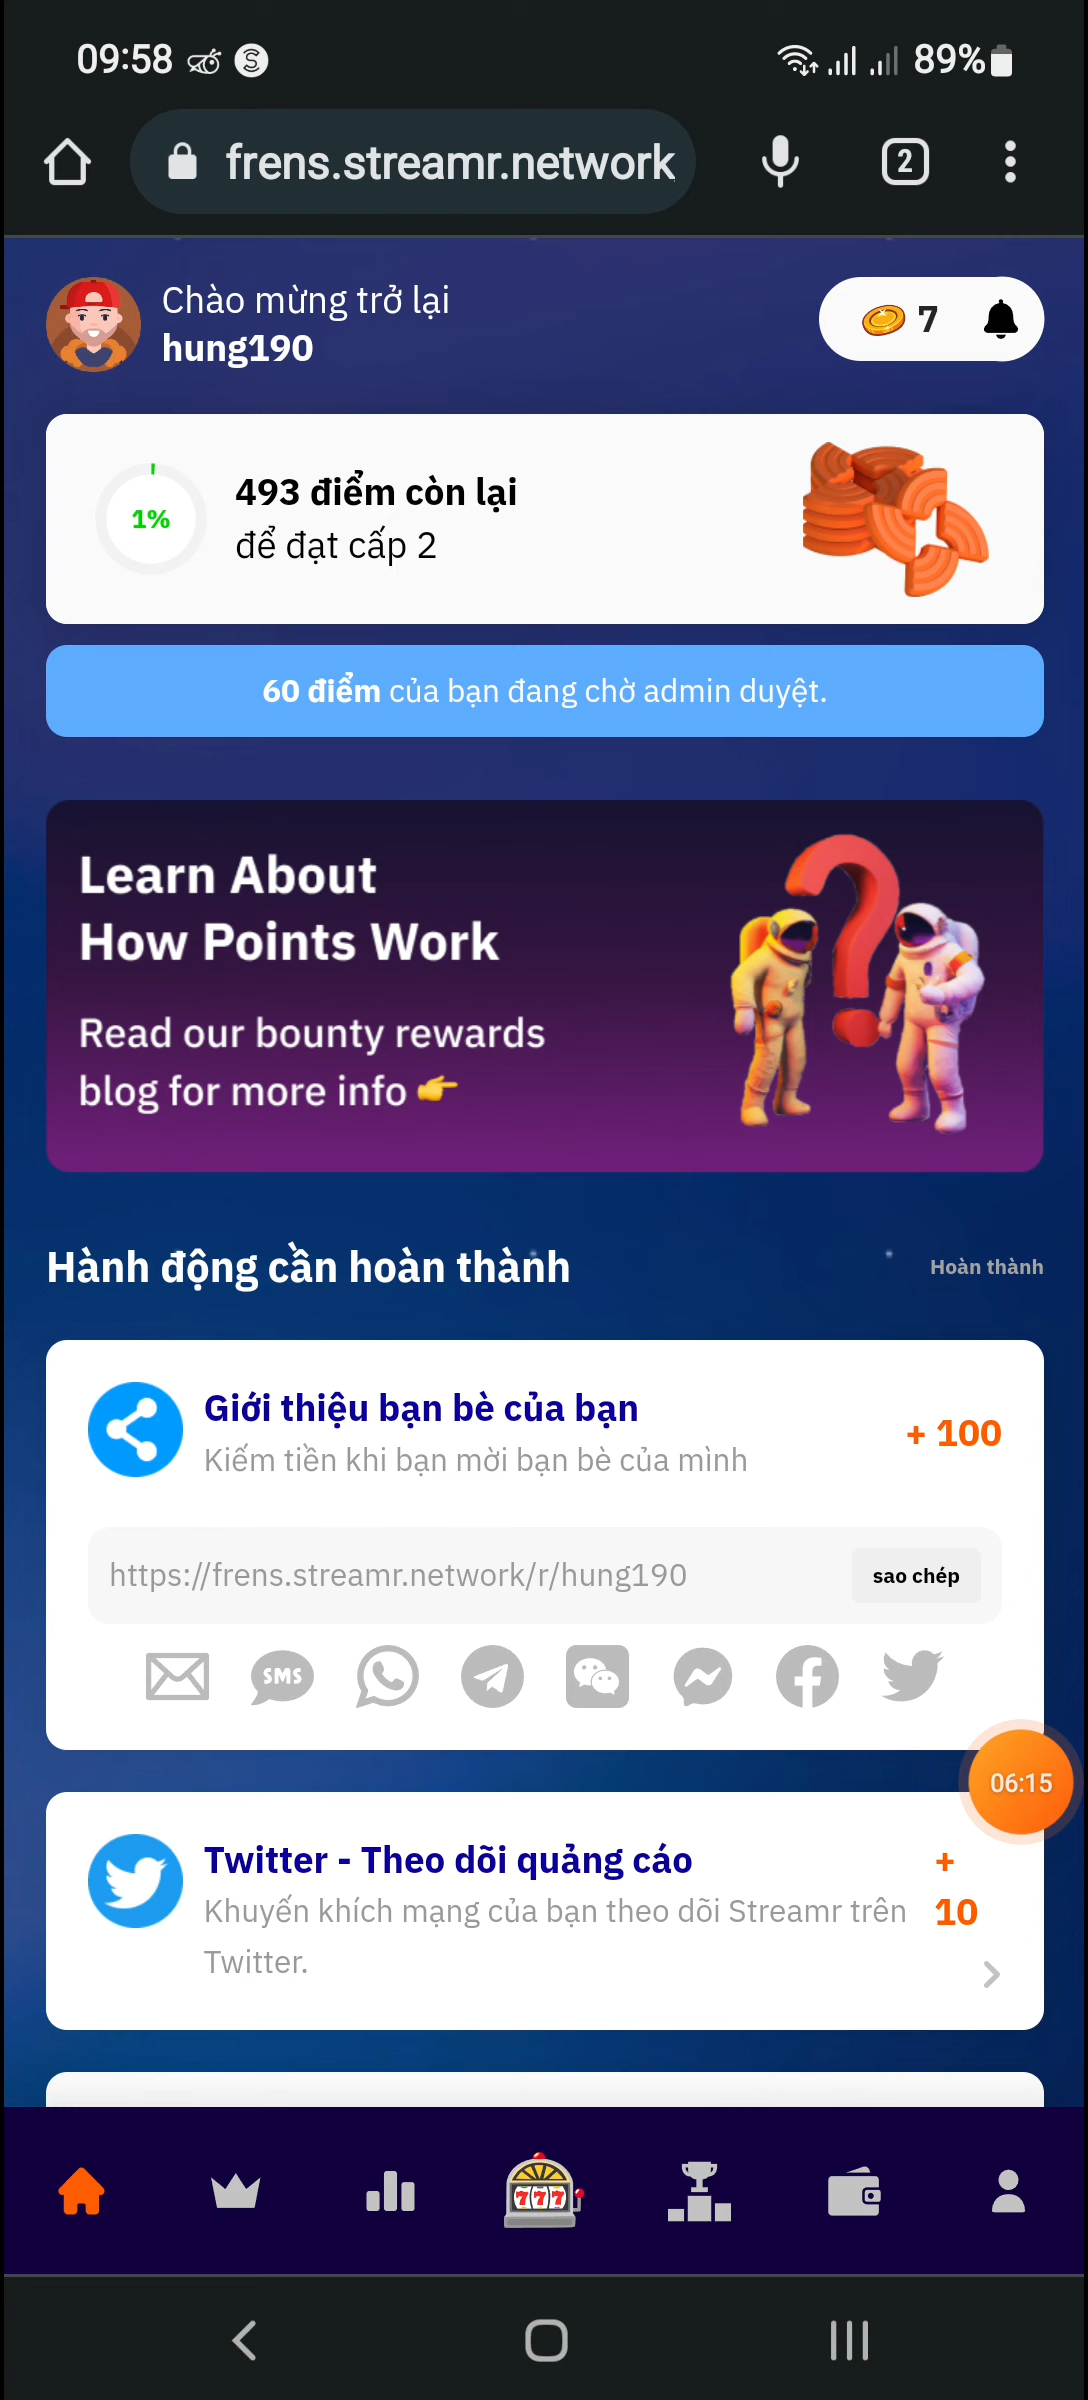 09:58
89%
frens.streamr.network
2
Chào mừng trở lại
hung190
7
1%
493 điểm còn lại
để đạt cấp 2
60 điểm của bạn đang chờ admin duyệt.
Learn About
How Points Work
Read our bounty rewards
blog for more info 👉
Hành động cần hoàn thành
Hoàn thành
Giới thiệu bạn bè của bạn
Kiếm tiền khi bạn mời bạn bè của mình
+ 100
https://frens.streamr.network/r/hung190
sao chép
SMS
06:15
Twitter - Theo dõi quảng cáo
Khuyến khích mạng của bạn theo dõi Streamr trên
Twitter.
+
10
777